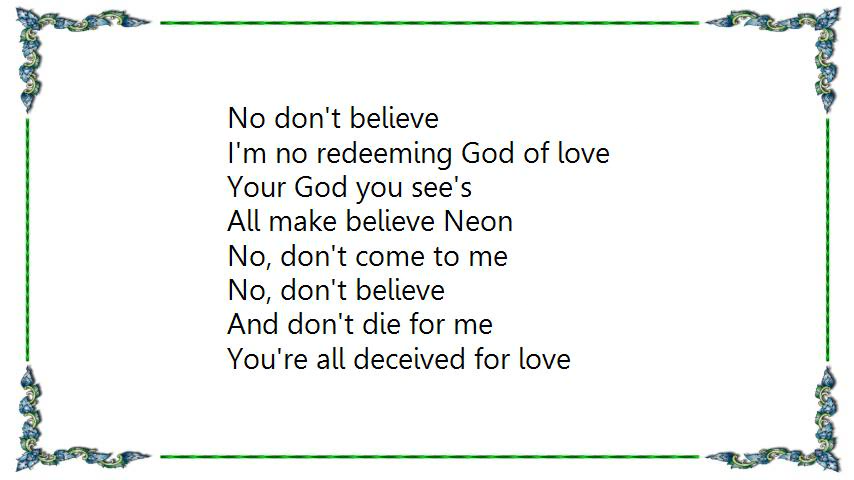 No don't believe
I'm no redeeming God of love
Your God you see's
All make believe Neon
No, don't come to me
No, don't believe
And don't die for me
You're all deceived for love